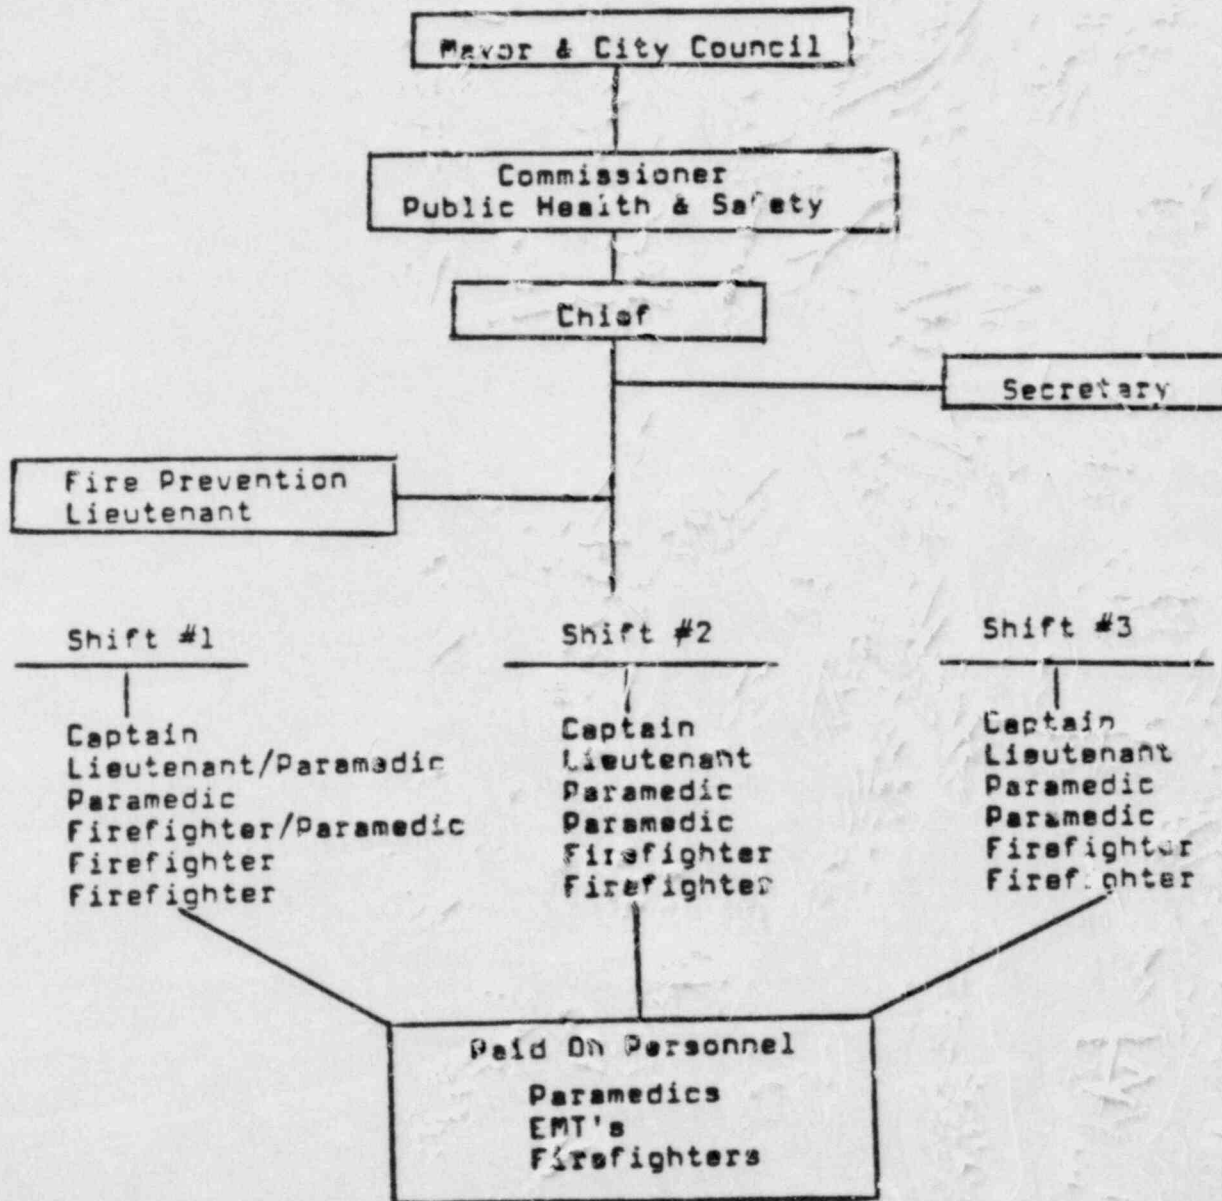 Mayor & City Council
Commissioner
Public Health & Safety
Chief
Secretary
Fire Prevention
Lieutenant
Shift #1
Captain
Lieutenant/Paramedic
Paramedic
Firefighter/Paramedic
Firefighter
Firefighter
Shift #2
Captain
Lieutenant
Paramedic
Paramedic
Firefighter
Firefighter
Shift #3
Captain
Lieutenant
Paramedic
Paramedic
Firefighter
Firefighter
Paid On Personnel
Paramedics
EMT's
Firefighters